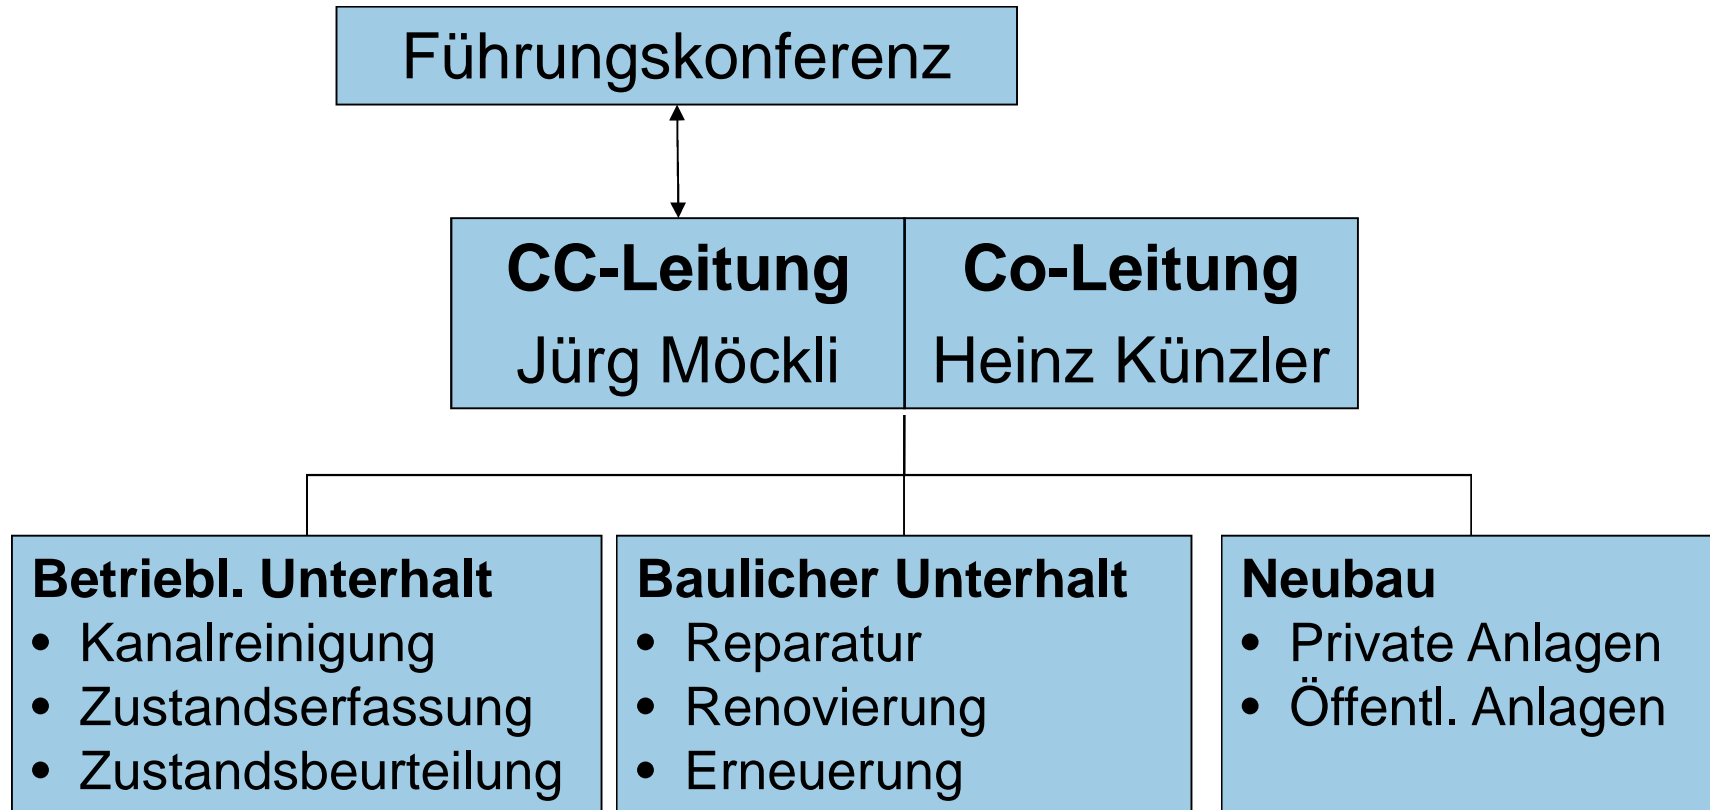 Führungskonferenz
CC-Leitung
Jürg Möckli
Co-Leitung
Heinz Künzler
Betriebl. Unterhalt
• Kanalreinigung
• Zustandserfassung
• Zustandsbeurteilung
Baulicher Unterhalt
• Reparatur
• Renovierung
• Erneuerung
Neubau
• Private Anlagen
• Öffentl. Anlagen